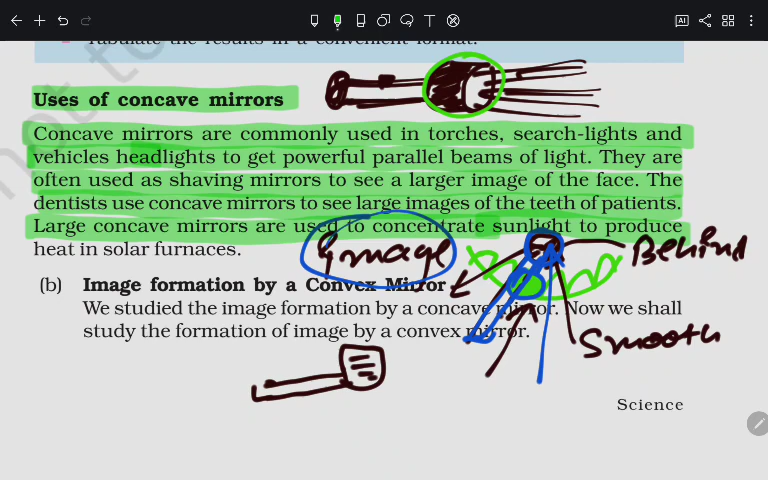 T
AI
Tabulate the results in a convenient format.
Uses of concave mirrors
Concave mirrors are commonly used in torches, search-lights and
vehicles headlights to get powerful parallel beams of light. They are
often used as shaving mirrors to see a larger image of the face. The
dentists use concave mirrors to see large images of the teeth of patients.
Large concave mirrors are used to concentrate sunlight to produce
heat in solar furnaces.
Image
Behind
(b) Image formation by a Convex Mirror
We studied the image formation by a concave mirror. Now we shall
study the formation of image by a convex mirror.
Smooth
Science
not to